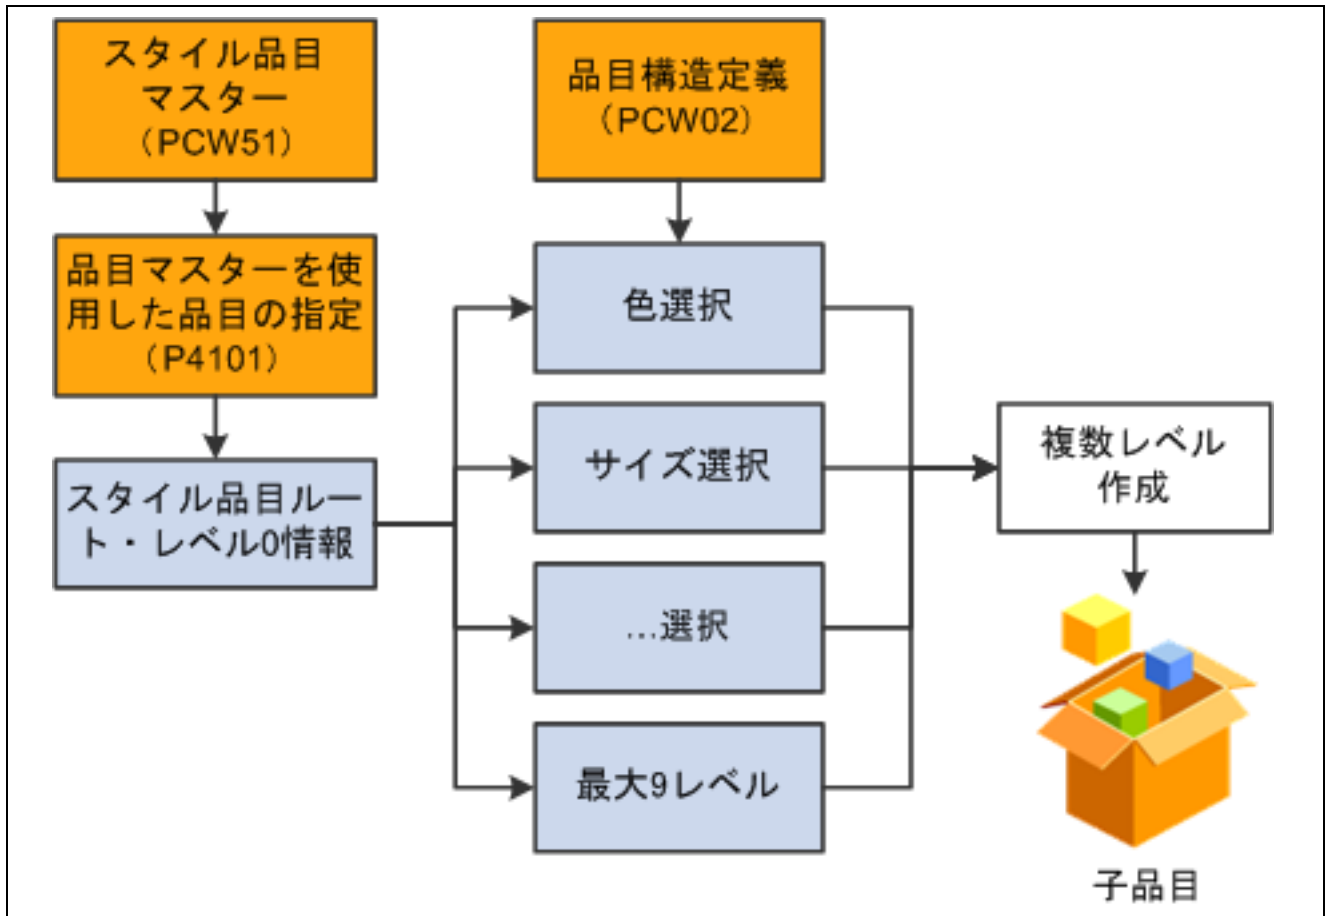 スタイル品目
マスター
（PCW51）
品目マスターを使
用した品目の指定
（P4101）
スタイル品目ルー
ト・レベル0情報
品目構造定義
（PCW02）
色選択
サイズ選択
...選択
最大9レベル
複数レベル
作成
子品目